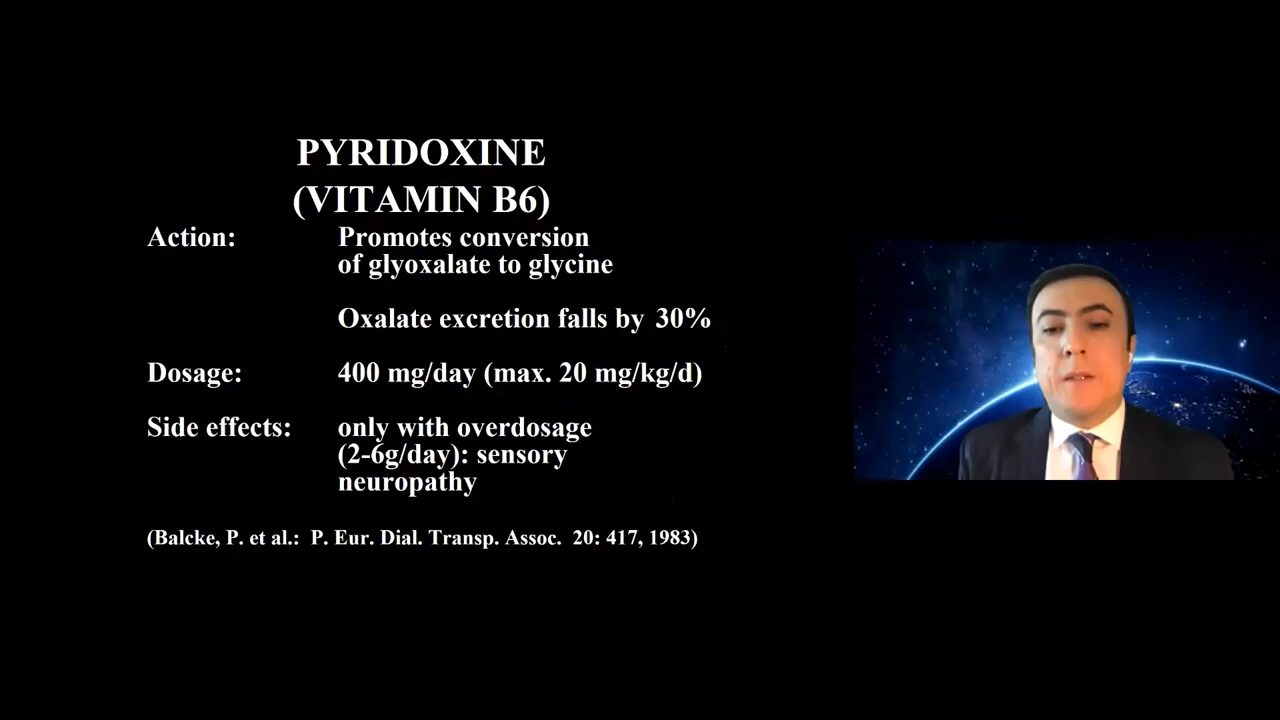 PYRIDOXINE
(VITAMIN B6)
Action: Promotes conversion
of glyoxalate to glycine
Oxalate excretion falls by 30%
Dosage: 400 mg/day (max. 20 mg/kg/d)
Side effects: only with overdosage
(2-6g/day): sensory
neuropathy
(Balcke, P. et al.: P. Eur. Dial. Transp. Assoc. 20: 417, 1983)